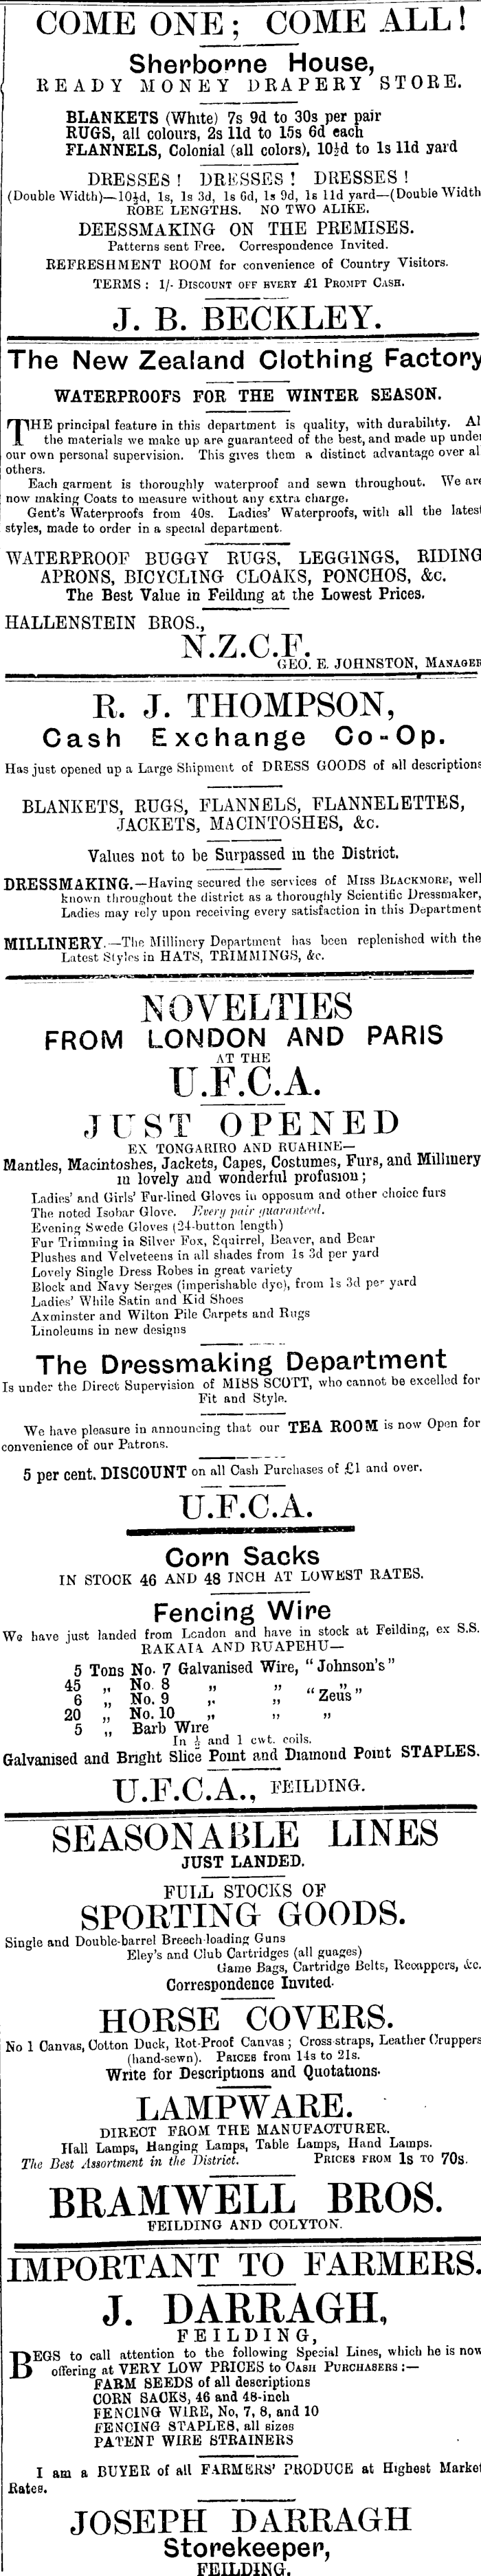 COME ONE; COME ALL!
Sherborne House,
READY MONEY DRAPERY STORE.
BLANKETS (White) 7s 9d to 30s per pair
RUGS, all colours, 2s 11d to 15s 6d each
FLANNELS, Colonial (all colors), 10½d to 1s 11d yard
DRESSES! DRESSES! DRESSES!
(Double Width)—10½d, 1s, 1s 3d, 1s 6d, 1s 9d, 1s 11d yard—(Double Width
ROBE LENGTHS. NO TWO ALIKE.
DEESSMAKING ON THE PREMISES.
Patterns sent Free. Correspondence Invited.
REFRESHMENT ROOM for convenience of Country Visitors.
TERMS: 1/- DISCOUNT OFF EVERY £1 PROMPT CASH.
J. B. BECKLEY.
The New Zealand Clothing Factory
WATERPROOFS FOR THE WINTER SEASON.
THE principal feature in this department is quality, with durability. Al
the materials we make up are guaranteed of the best, and made up under
our own personal supervision. This gives them a distinct advantage over al
others.
Each garment is thoroughly waterproof and sewn throughout. We are
now making Coats to measure without any extra charge.
Gent's Waterproofs from 40s. Ladies' Waterproofs, with all the latest
styles, made to order in a special department.
WATERPROOF BUGGY RUGS, LEGGINGS, RIDING
APRONS, BICYCLING CLOAKS, PONCHOS, &c.
The Best Value in Feilding at the Lowest Prices.
HALLENSTEIN BROS.,
N.Z.C.F.
GEO. E. JOHNSTON, MANAGER
R. J. THOMPSON,
Cash Exchange Co-Op.
Has just opened up a Large Shipment of DRESS GOODS of all descriptions
BLANKETS, RUGS, FLANNELS, FLANNELETTES,
JACKETS, MACINTOSHES, &c.
Values not to be Surpassed in the District.
DRESSMAKING.—Having secured the services of MISS BLACKMORE, well
known throughout the district as a thoroughly Scientific Dressmaker,
Ladies may rely upon receiving every satisfaction in this Department
MILLINERY.—The Millinery Department has been replenished with the
Latest Styles in HATS, TRIMMINGS, &c.
NOVELTIES
FROM LONDON AND PARIS
AT THE
U.F.C.A.
JUST OPENED
EX TONGARIRO AND RUAHINE—
Mantles, Macintoshes, Jackets, Capes, Costumes, Furs, and Millinery
in lovely and wonderful profusion;
Ladies' and Girls' Fur-lined Gloves in opposum and other choice furs
The noted Isobar Glove. Every pair guaranteed.
Evening Swede Gloves (24-button length)
Fur Trimming in Silver Fox, Squirrel, Beaver, and Bear
Plushes and Velveteens in all shades from 1s 3d per yard
Lovely Single Dress Robes in great variety
Block and Navy Serges (imperishable dye), from 1s 3d per yard
Ladies' While Satin and Kid Shoes
Axminster and Wilton Pile Carpets and Rugs
Linoleums in new designs
The Dressmaking Department
Is under the Direct Supervision of MISS SCOTT, who cannot be excelled for
Fit and Style.
We have pleasure in announcing that our TEA ROOM is now Open for
convenience of our Patrons.
5 per cent. DISCOUNT on all Cash Purchases of £1 and over.
U.F.C.A.
Corn Sacks
IN STOCK 46 AND 48 INCH AT LOWEST RATES.
Fencing Wire
We have just landed from London and have in stock at Feilding, ex S.S.
RAKAIA AND RUAPEHU—
5 Tons No. 7 Galvanised Wire, "Johnson's"
45 " No. 8 " " "
6 " No. 9 " " "Zeus"
20 " No. 10 " " "
5 " Barb Wire
In ½ and 1 cwt. coils.
Galvanised and Bright Slice Point and Diamond Point STAPLES.
U.F.C.A., FEILDING.
SEASONABLE LINES
JUST LANDED.
FULL STOCKS OF
SPORTING GOODS.
Single and Double-barrel Breech-loading Guns
Eley's and Club Cartridges (all guages)
Game Bags, Cartridge Belts, Recappers, &c.
Correspondence Invited.
HORSE COVERS.
No 1 Canvas, Cotton Duck, Rot-Proof Canvas; Cross-straps, Leather Cruppers
(hand-sewn). PRICES from 14s to 21s.
Write for Descriptions and Quotations.
LAMPWARE.
DIRECT FROM THE MANUFACTURER.
Hall Lamps, Hanging Lamps, Table Lamps, Hand Lamps.
The Best Assortment in the District. PRICES FROM 1s TO 70s.
BRAMWELL BROS.
FEILDING AND COLYTON.
IMPORTANT TO FARMERS.
J. DARRAGH,
FEILDING,
BEGS to call attention to the following Special Lines, which he is now
offering at VERY LOW PRICES to CASH PURCHASERS:—
FARM SEEDS of all descriptions
CORN SACKS, 46 and 48-inch
FENCING WIRE, No, 7, 8, and 10
FENCING STAPLES, all sizes
PATENT WIRE STRAINERS
I am a BUYER of all FARMERS' PRODUCE at Highest Market
Rates.
JOSEPH DARRAGH
Storekeeper,
FEILDING.